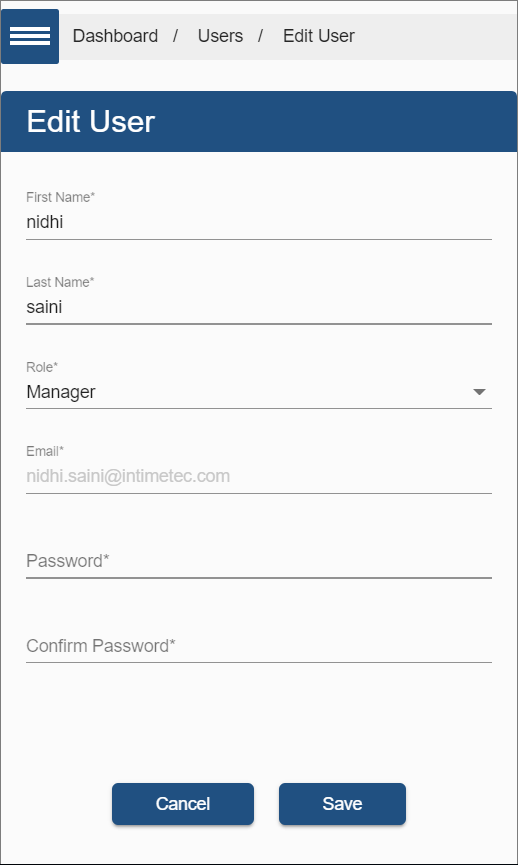 Dashboard / Users / Edit User
Edit User
First Name*
nidhi
Last Name*
saini
Role*
Manager
Email*
nidhi.saini@intimetec.com
Password*
Confirm Password*
Cancel Save